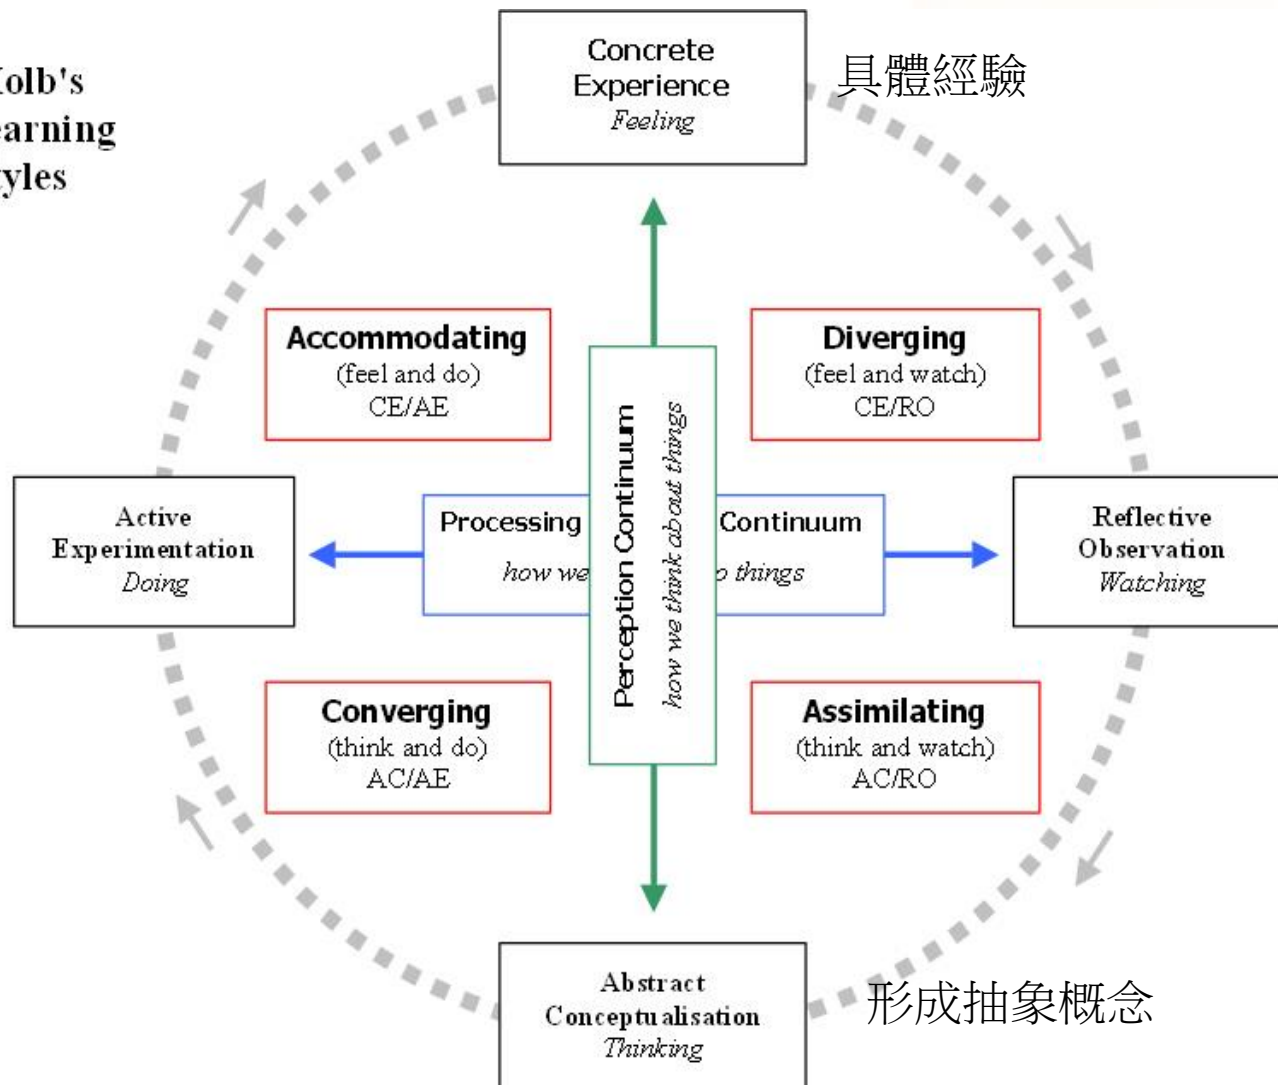 olb's
earning
tyles
Concrete
Experience
Feeling
具體經驗
Accommodating
(feel and do)
CE/AE
Diverging
(feel and watch)
CE/RO
Perception Continuum
how we think about things
Active
Experimentation
Doing
Processing Continuum
how we o things
Reflective
Observation
Watching
Converging
(think and do)
AC/AE
Assimilating
(think and watch)
AC/RO
Abstract
Conceptualisation
Thinking
形成抽象概念